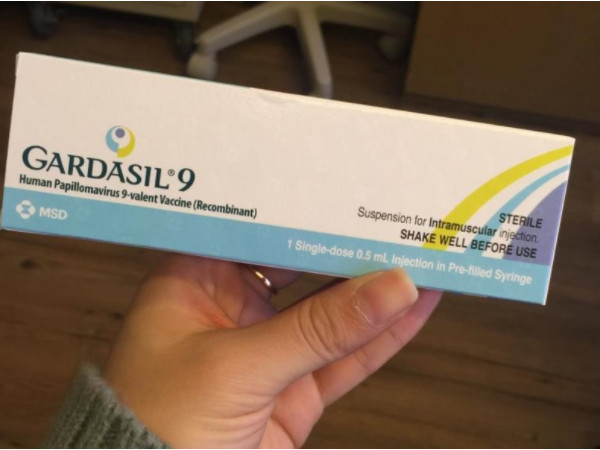 GARDASIL®9
Human Papillomavirus 9-valent Vaccine (Recombinant)
MSD
STERILE
Suspension for Intramuscular injection.
SHAKE WELL BEFORE USE
1 Single-dose 0.5 mL Injection in Pre-filled Syringe